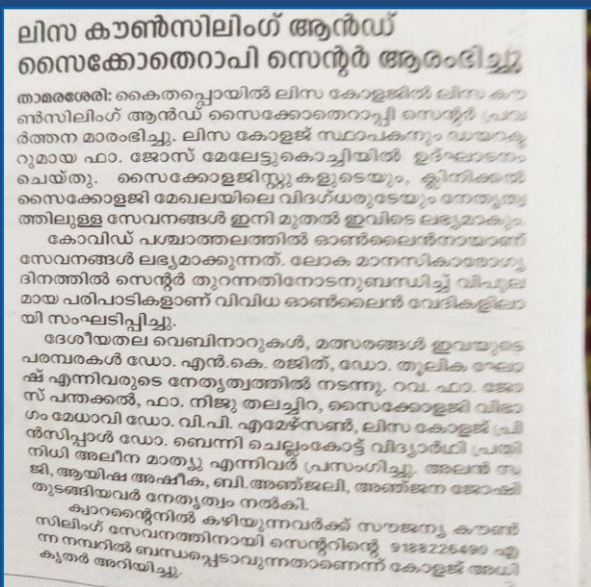 ലിസ കൗൺസിലിംഗ് ആൻഡ്
സൈക്കോതെറാപി സെന്റർ ആരംഭിച്ചു
താമരശേരി: കൈതപ്പൊയിൽ ലിസ കോളജിൽ ലിസ കൗ
ൺസിലിംഗ് ആൻഡ് സൈക്കോതെറാപ്പി സെന്റർ പ്രവ
ർത്തന മാരംഭിച്ചു. ലിസ കോളജ് സ്ഥാപകനും ഡയറക്ട
റുമായ ഫാ. ജോസ് മേലേട്ടുകൊച്ചിയിൽ ഉദ്ഘാടനം
ചെയ്തു. സൈക്കോളജിസ്റ്റുകളുടെയും, ക്ലിനിക്കൽ
സൈക്കോളജി മേഖലയിലെ വിദഗ്ധരുടേയും നേതൃത്വ
ത്തിലുള്ള സേവനങ്ങൾ ഇനി മുതൽ ഇവിടെ ലഭ്യമാകും.
കോവിഡ് പശ്ചാത്തലത്തിൽ ഓൺലൈൻനായാണ്
സേവനങ്ങൾ ലഭ്യമാക്കുന്നത്. ലോക മാനസികാരോഗ്യ
ദിനത്തിൽ സെന്റർ തുറന്നതിനോടനുബന്ധിച്ച് വിപുല
മായ പരിപാടികളാണ് വിവിധ ഓൺലൈൻ വേദികളിലാ
യി സംഘടിപ്പിച്ചു.
ദേശീയതല വെബിനാറുകൾ, മത്സരങ്ങൾ ഇവയുടെ
പരമ്പരകൾ ഡോ. എൻ.കെ. രജിത്, ഡോ. തൂലിക ഘോ
ഷ് എന്നിവരുടെ നേതൃത്വത്തിൽ നടന്നു. റവ. ഫാ. ജോ
സ് പന്തക്കൽ, ഫാ. നിജു തലച്ചിറ, സൈക്കോളജി വിഭാ
ഗം മേധാവി ഡോ. വി.പി. എമേഴ്സൺ, ലിസ കോളജ് പ്രി
ൻസിപ്പാൾ ഡോ. ബെന്നി ചെല്ലംകോട്ട് വിദ്യാർഥി പ്രതി
നിധി അലീന മാത്യു എന്നിവർ പ്രസംഗിച്ചു. അലൻ സ
ജി, ആയിഷ അഷീക, ബി.അഞ്ജലി, അഞ്ജന ജോഷി
തുടങ്ങിയവർ നേതൃത്വം നൽകി.
ക്വാറന്റൈനിൽ കഴിയുന്നവർക്ക് സൗജന്യ കൗൺ
സിലിംഗ് സേവനത്തിനായി സെന്ററിന്റെ 9188226490 എ
ന്ന നമ്പറിൽ ബന്ധപ്പെടാവുന്നതാണെന്ന് കോളജ് അധി
കൃതർ അറിയിച്ചു.